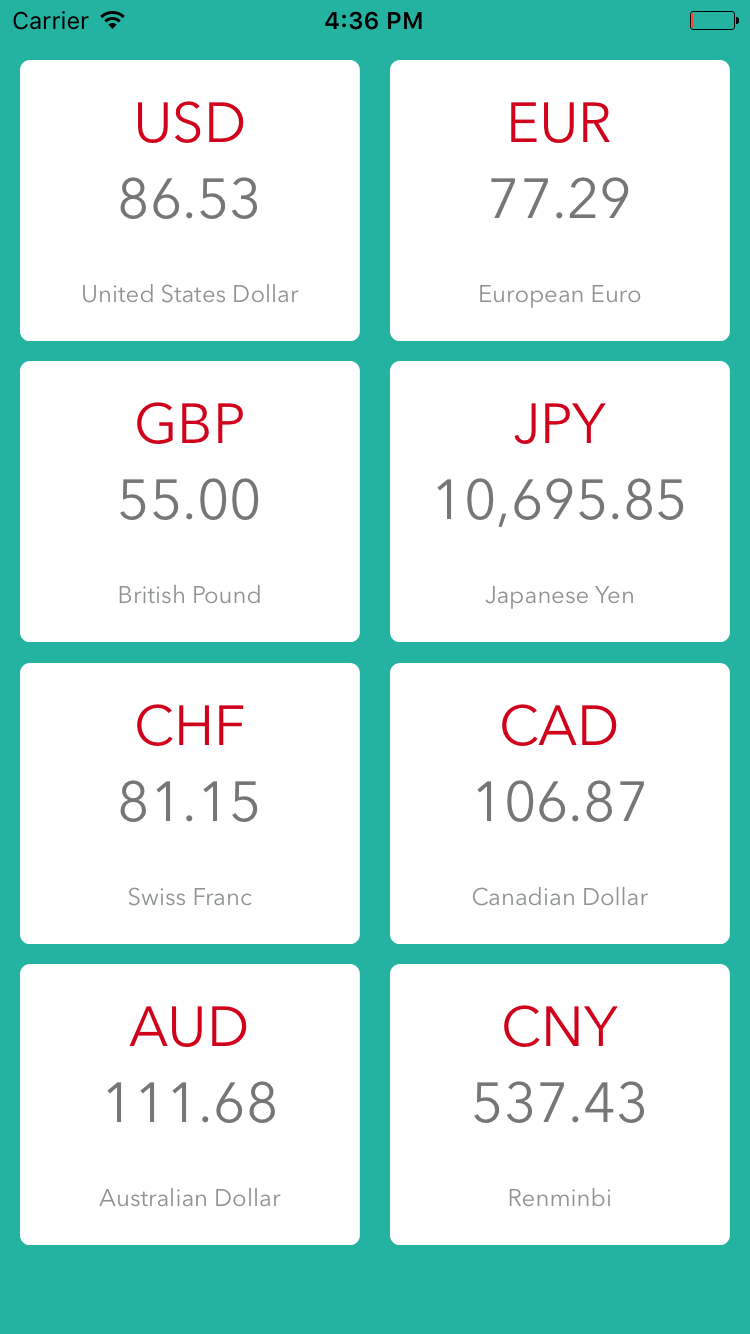 Carrier 4:36 PM
USD
86.53
United States Dollar
EUR
77.29
European Euro
GBP
55.00
British Pound
JPY
10,695.85
Japanese Yen
CHF
81.15
Swiss Franc
CAD
106.87
Canadian Dollar
AUD
111.68
Australian Dollar
CNY
537.43
Renminbi